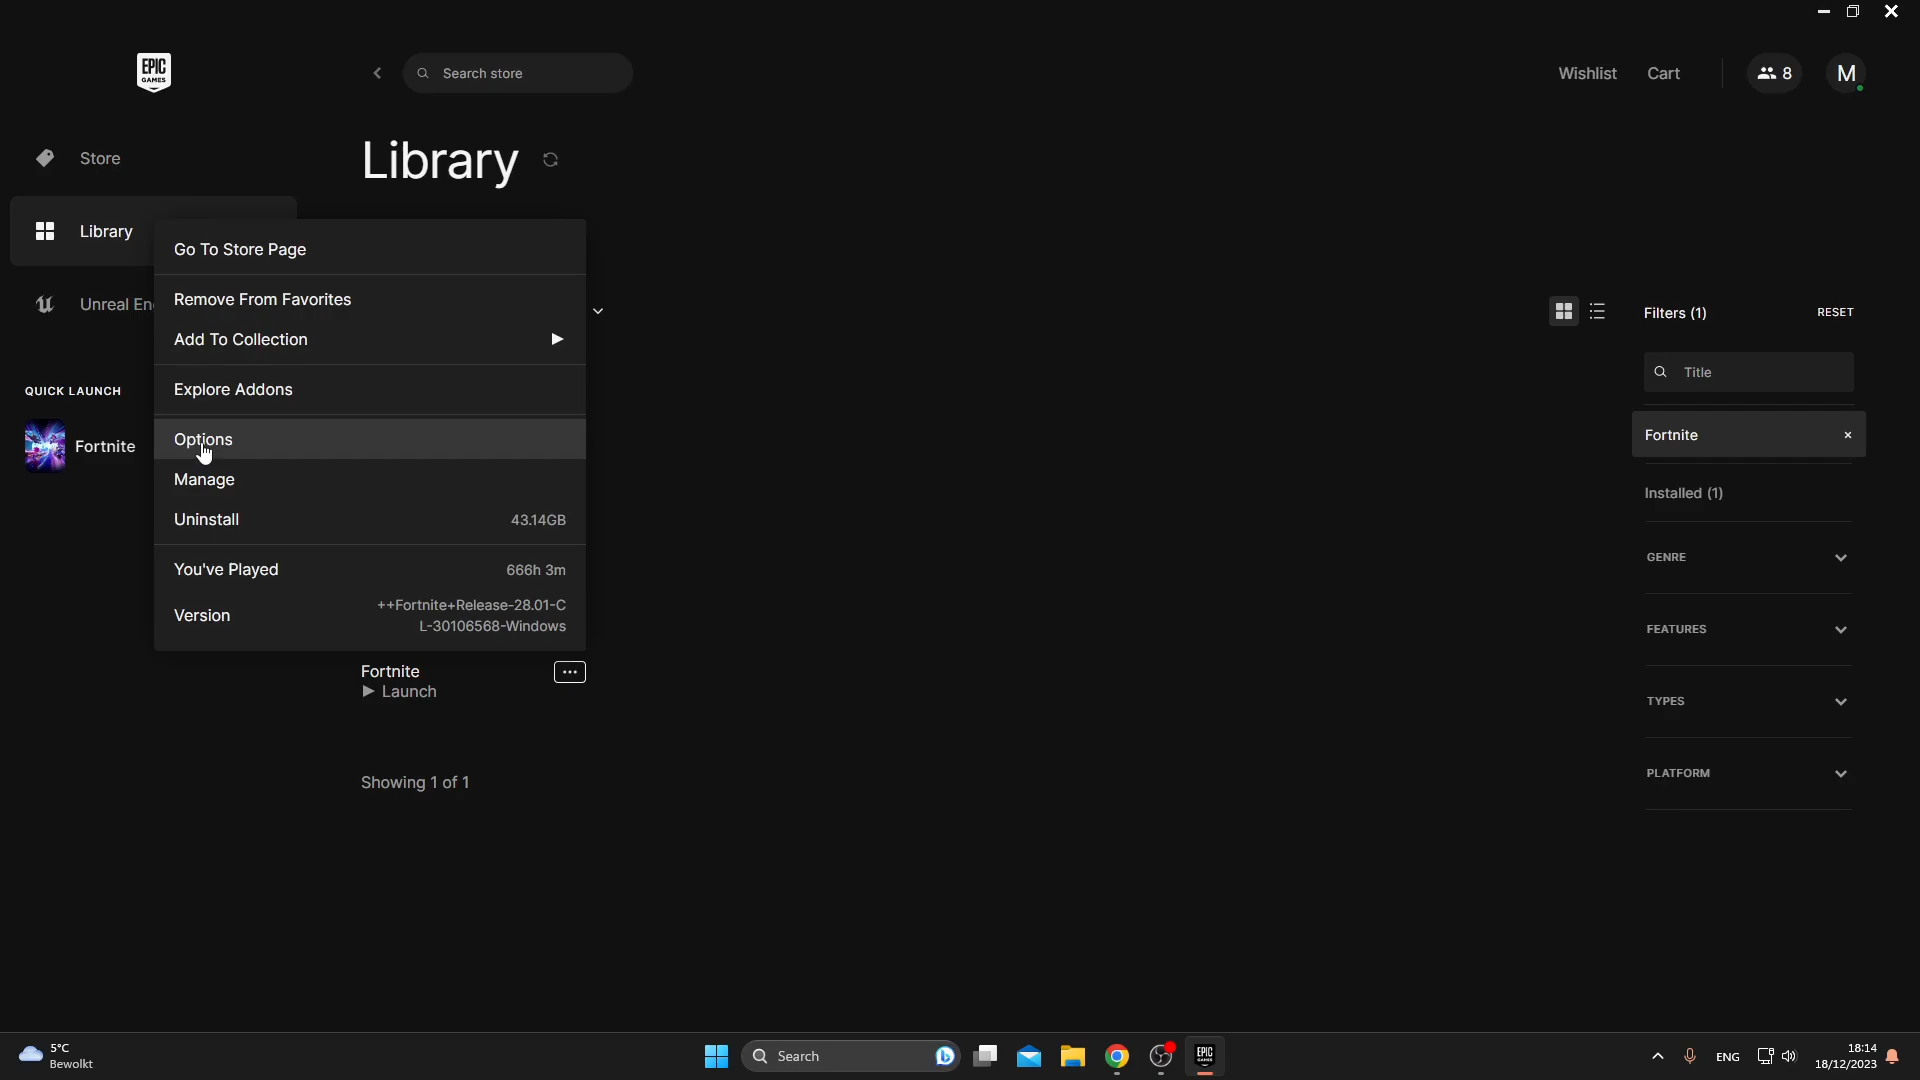 EPIC
GAMES
Search store
Wishlist
Cart
8
M
Store
Library
Library
Unreal En
QUICK LAUNCH
Fortnite
Go To Store Page
Remove From Favorites
Add To Collection
Explore Addons
Options
Manage
Uninstall 43.14GB
You've Played 666h 3m
Version ++Fortnite+Release-28.01-C
L-30106568-Windows
Fortnite
Launch
Showing 1 of 1
Filters (1) RESET
Title
Fortnite
Installed (1)
GENRE
FEATURES
TYPES
PLATFORM
5°C
Bewolkt
Search
EPIC
ENG
18:14
18/12/2023